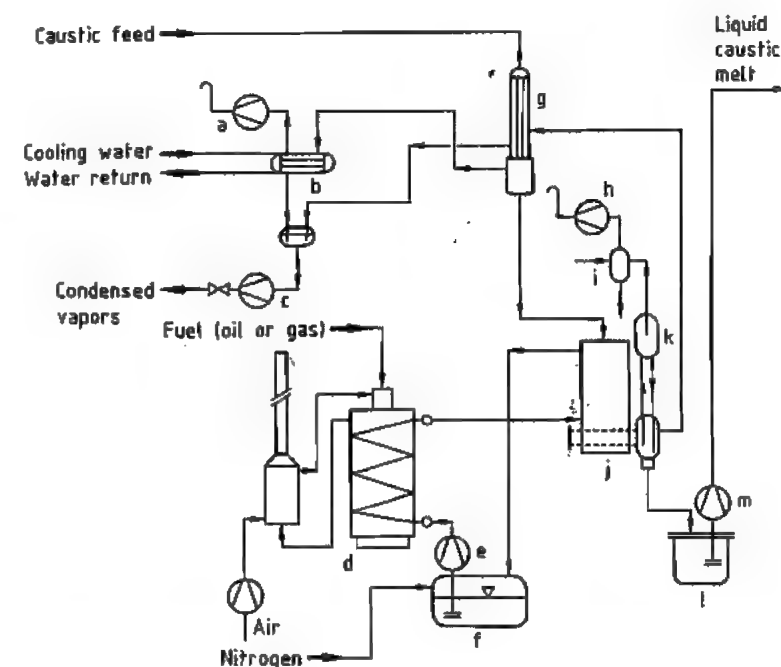 Caustic feed
Liquid
caustic
melt
a
g
Cooling water
Water return
b
h
i
Condensed
vapors
c
k
Fuel (oil or gas)
j
m
d
e
l
f
Air
Nitrogen